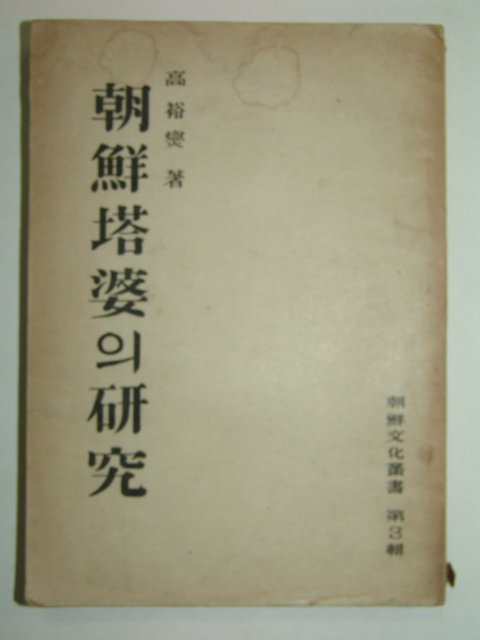 高裕燮 著
朝鮮塔婆의硏究
朝鮮文化叢書 第3輯